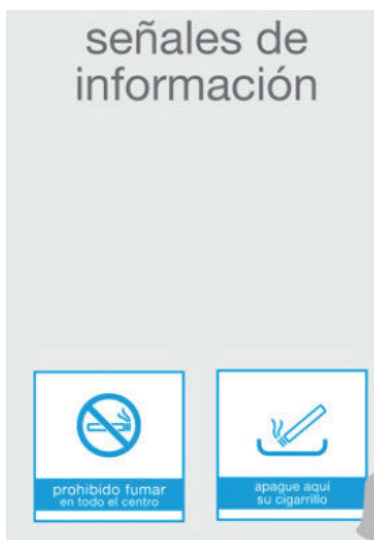 señales de
información
prohibido fumar
en todo el centro
apague aquí
su cigarrillo